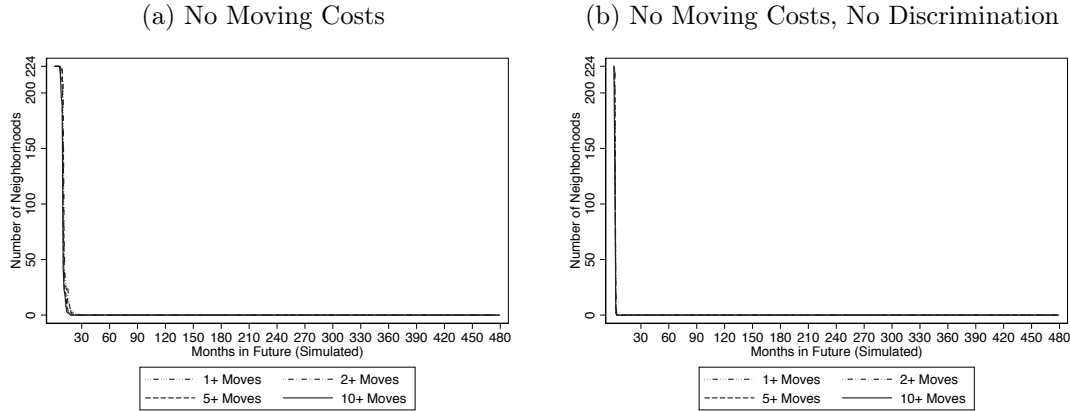 (a) No Moving Costs
Number of Neighborhoods
224
200
150
100
50
0
30 60 90 120 150 180 210 240 270 300 330 360 390 420 450 480
Months in Future (Simulated)
1+ Moves 2+ Moves
5+ Moves 10+ Moves
(b) No Moving Costs, No Discrimination
Number of Neighborhoods
224
200
150
100
50
0
30 60 90 120 150 180 210 240 270 300 330 360 390 420 450 480
Months in Future (Simulated)
1+ Moves 2+ Moves
5+ Moves 10+ Moves